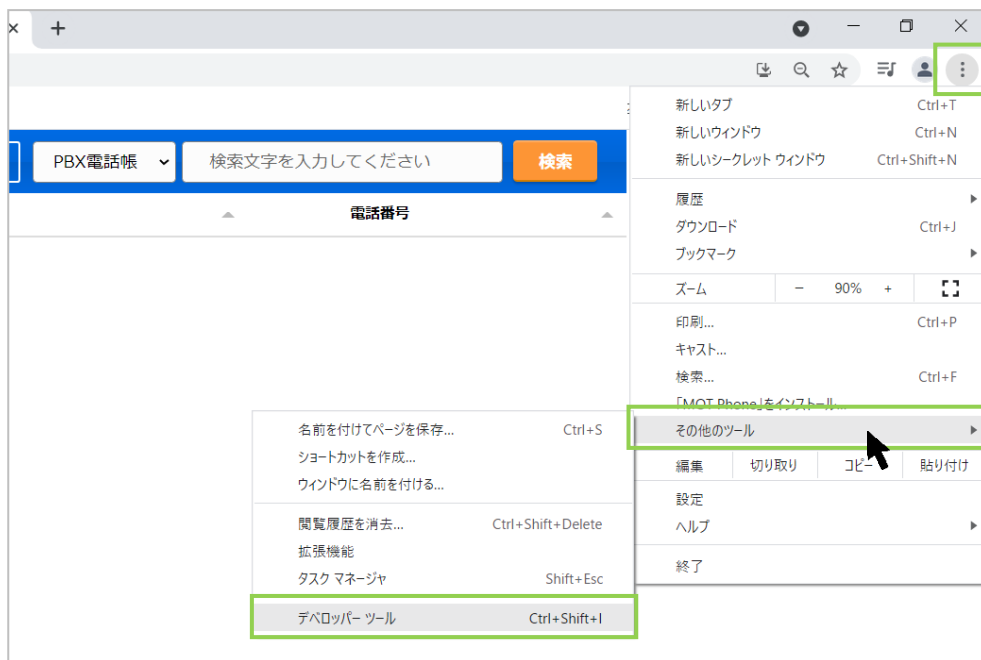 新しいタブ Ctrl+T
新しいウィンドウ Ctrl+N
新しいシークレット ウィンドウ Ctrl+Shift+N
PBX電話帳 検索文字を入力してください 検索
履歴
電話番号
ダウンロード Ctrl+J
ブックマーク
ズーム − 90% +
印刷... Ctrl+P
キャスト...
検索... Ctrl+F
「MOT Phone」をインストール...
その他のツール
編集 切り取り コピー 貼り付け
設定
ヘルプ
終了
名前を付けてページを保存... Ctrl+S
ショートカットを作成...
ウィンドウに名前を付ける...
閲覧履歴を消去... Ctrl+Shift+Delete
拡張機能
タスク マネージャ Shift+Esc
デベロッパー ツール Ctrl+Shift+I